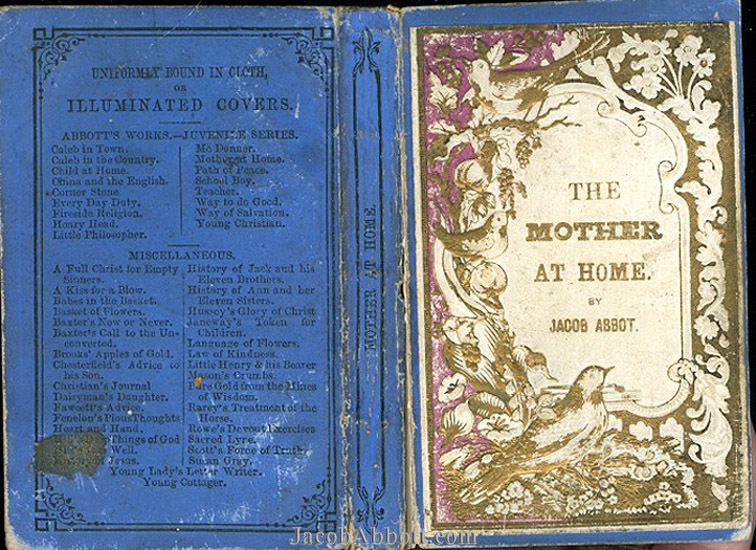 UNIFORMLY BOUND IN CLOTH,
OR
ILLUMINATED COVERS.
ABBOTT'S WORKS.—JUVENILE SERIES.
Caleb in Town.
Caleb in the Country.
Child at Home.
China and the English.
Corner Stone
Every Day Duty.
Fireside Religion.
Hoary Head.
Little Philosopher.
Mc Donner.
Mother at Home.
Path of Peace.
School Boy.
Teacher.
Way to do Good.
Way of Salvation.
Young Christian.
MISCELLANEOUS.
A Full Christ for Empty
Sinners.
A Kiss for a Blow.
Babes in the Basket.
Basket of Flowers.
Baxter's Now or Never.
Baxter's Call to the Un-
converted.
Brooks' Apples of Gold.
Chesterfield's Advice to
his Son.
Christian's Journal
Dairyman's Daughter.
Fawcett's Advice.
Fenelon's Pious Thoughts
Heart and Hand.
Things of God
Well.
Jesus.
History of Jack and his
Eleven Brothers.
History of Ann and her
Eleven Sisters.
Hussey's Glory of Christ
Janeway's Token for
Children.
Language of Flowers.
Law of Kindness.
Little Henry & his Bearer
Mason's Crumbs.
Pure Gold from the Mines
of Wisdom.
Rarey's Treatment of the
Horse.
Rowe's Devout Exercises
Sacred Lyre.
Scott's Force of Truth.
Susan Gray.
Young Lady's Letter Writer.
Young Cottager.
MOTHER AT HOME.
THE
MOTHER
AT HOME.
BY
JACOB ABBOT.
JacobAbbott.com